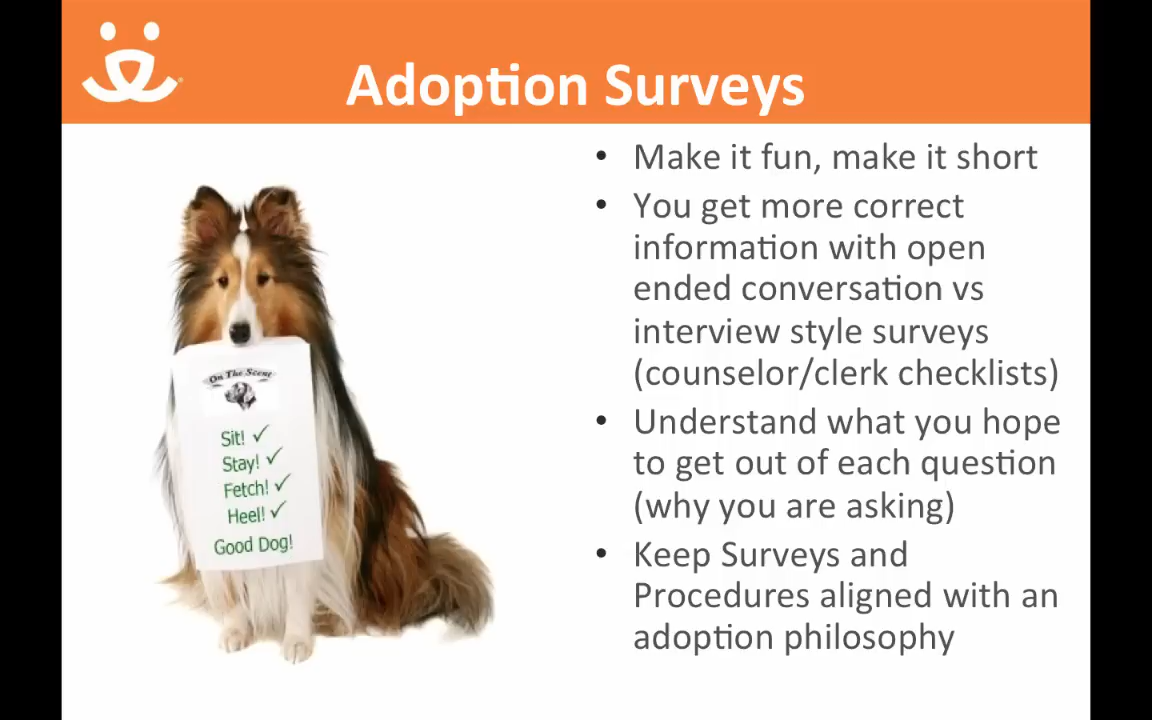 Adoption Surveys
• Make it fun, make it short
• You get more correct
information with open
ended conversation vs
interview style surveys
(counselor/clerk checklists)
• Understand what you hope
to get out of each question
(why you are asking)
• Keep Surveys and
Procedures aligned with an
adoption philosophy
On The Scent
Sit! ✓
Stay! ✓
Fetch! ✓
Heel! ✓
Good Dog!